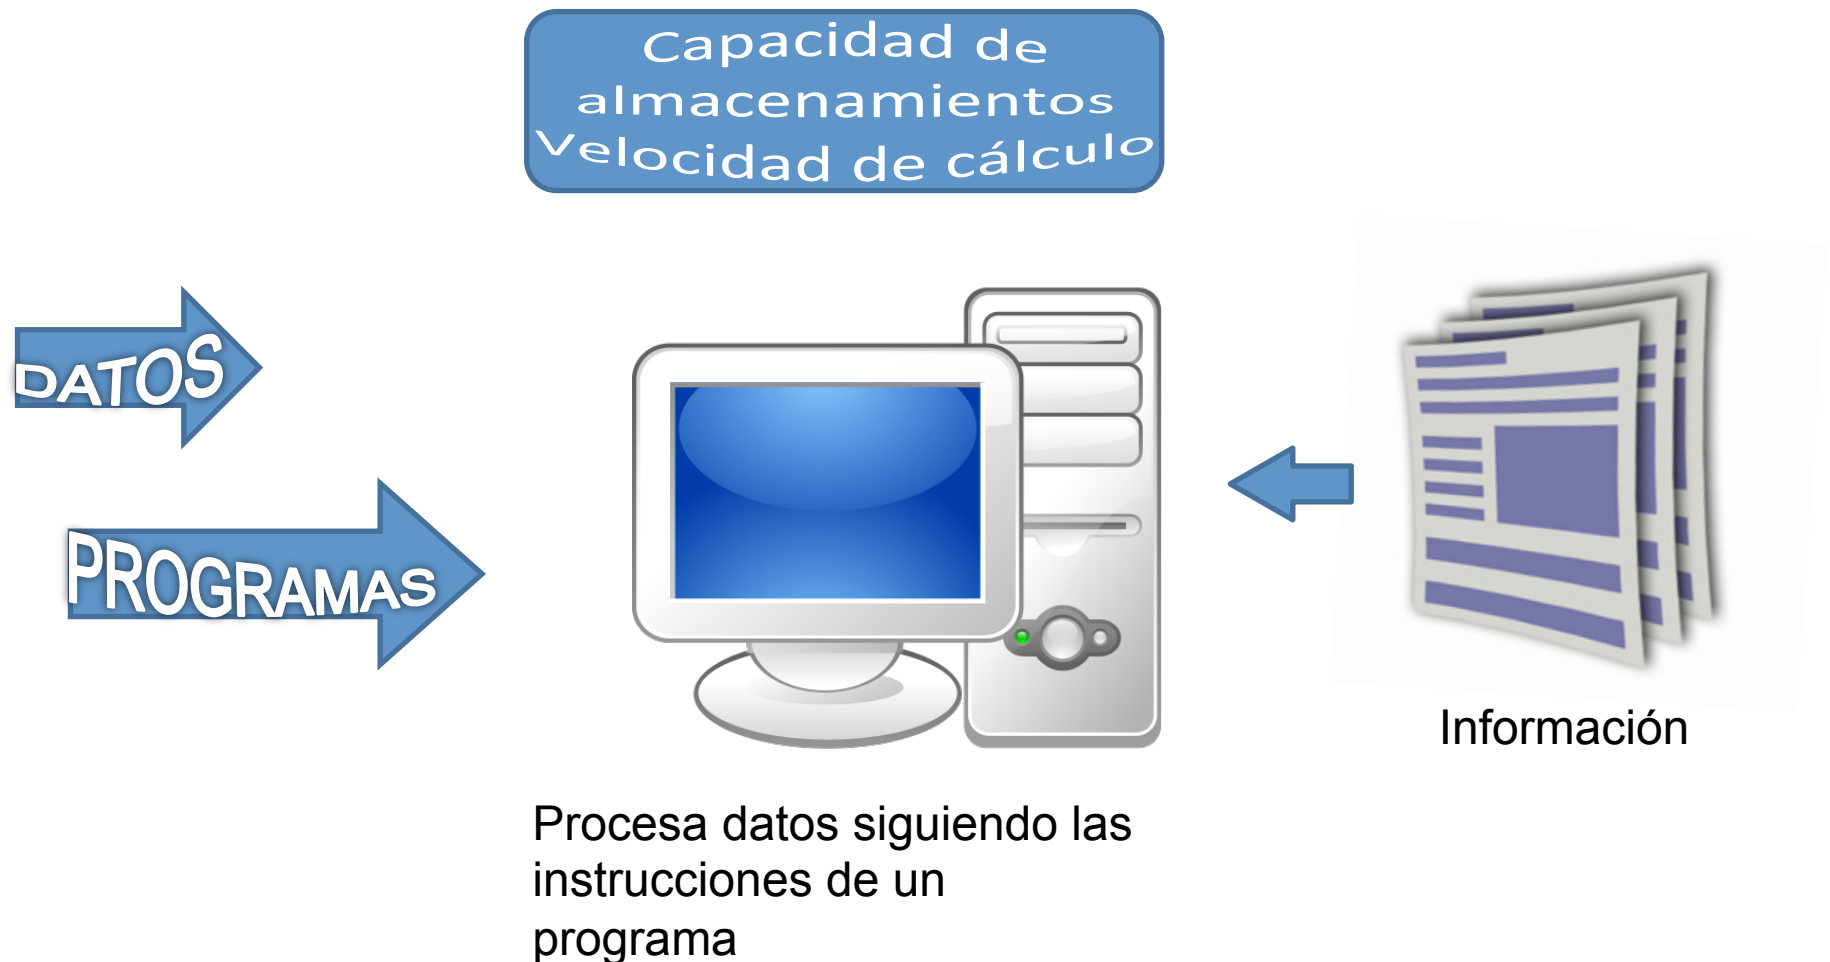 Capacidad de
almacenamientos
Velocidad de cálculo
DATOS
PROGRAMAS
Información
Procesa datos siguiendo las
instrucciones de un
programa